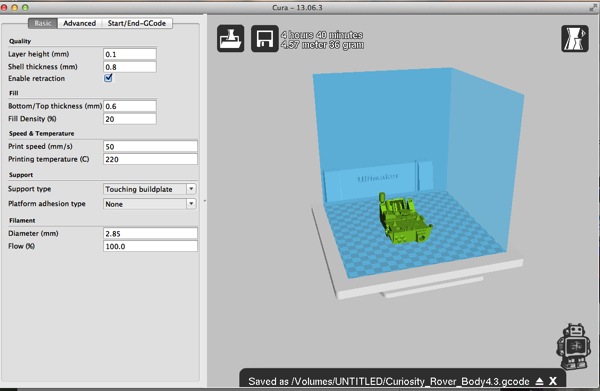 Cura - 13.06.3
Basic Advanced Start/End-GCode
Quality
Layer height (mm) 0.1
Shell thickness (mm) 0.8
Enable retraction
Fill
Bottom/Top thickness (mm) 0.6
Fill Density (%) 20
Speed & Temperature
Print speed (mm/s) 50
Printing temperature (C) 220
Support
Support type Touching buildplate
Platform adhesion type None
Filament
Diameter (mm) 2.85
Flow (%) 100.0
4 hours 40 minutes
4.57 meter 36 gram
Ultimaker
Saved as /Volumes/UNTITLED/Curiosity_Rover_Body4.3.gcode X